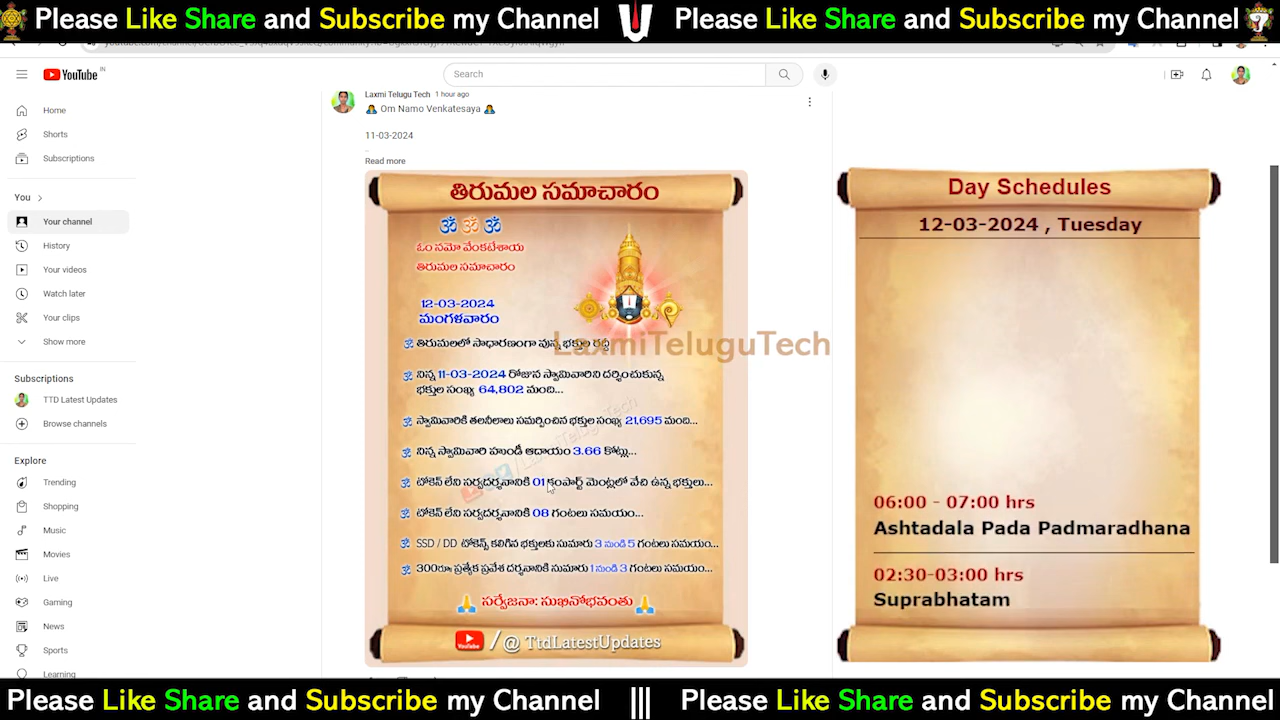 Please Like Share and Subscribe my Channel
Please Like Share and Subscribe my Channel
YouTube IN
Search
Home
Shorts
Subscriptions
You
Your channel
History
Your videos
Watch later
Your clips
Show more
Subscriptions
TTD Latest Updates
Browse channels
Explore
Trending
Shopping
Music
Movies
Live
Gaming
News
Sports
Learning
Laxmi Telugu Tech 1 hour ago
Om Namo Venkatesaya
11-03-2024
Read more
తిరుమల సమాచారం
ॐ ॐ ॐ
ఓం నమో వేంకటేశాయ
తిరుమల సమాచారం
12-03-2024
మంగళవారం
ॐ తిరుమలలో సాధారణంగా వున్న భక్తుల రద్దీ
ॐ నిన్న 11-03-2024 రోజున స్వామివారిని దర్శించుకున్న
భక్తుల సంఖ్య 64,802 మంది...
ॐ స్వామివారికి తలనీలాలు సమర్పించిన భక్తుల సంఖ్య 21,695 మంది...
ॐ నిన్న స్వామివారి హుండీ ఆదాయం 3.66 కోట్లు...
ॐ టోకెన్ లేని సర్వదర్శనానికి 01 కంపార్ట్ మెంట్లలో వేచి ఉన్న భక్తులు...
ॐ టోకెన్ లేని సర్వదర్శనానికి 08 గంటలు సమయం...
ॐ SSD / DD టోకెన్స్ కలిగిన భక్తులకు సుమారు 3 నుండి 5 గంటలు సమయం...
ॐ 300రూ ప్రత్యేక ప్రవేశ దర్శనానికి సుమారు 1 నుండి 3 గంటలు సమయం...
సర్వేజనా: సుఖినోభవంతు
YouTube / @ TtdLatestUpdates
LaxmiTeluguTech
Day Schedules
12-03-2024 , Tuesday
06:00 - 07:00 hrs
Ashtadala Pada Padmaradhana
02:30-03:00 hrs
Suprabhatam
Please Like Share and Subscribe my Channel
|||
Please Like Share and Subscribe my Channel